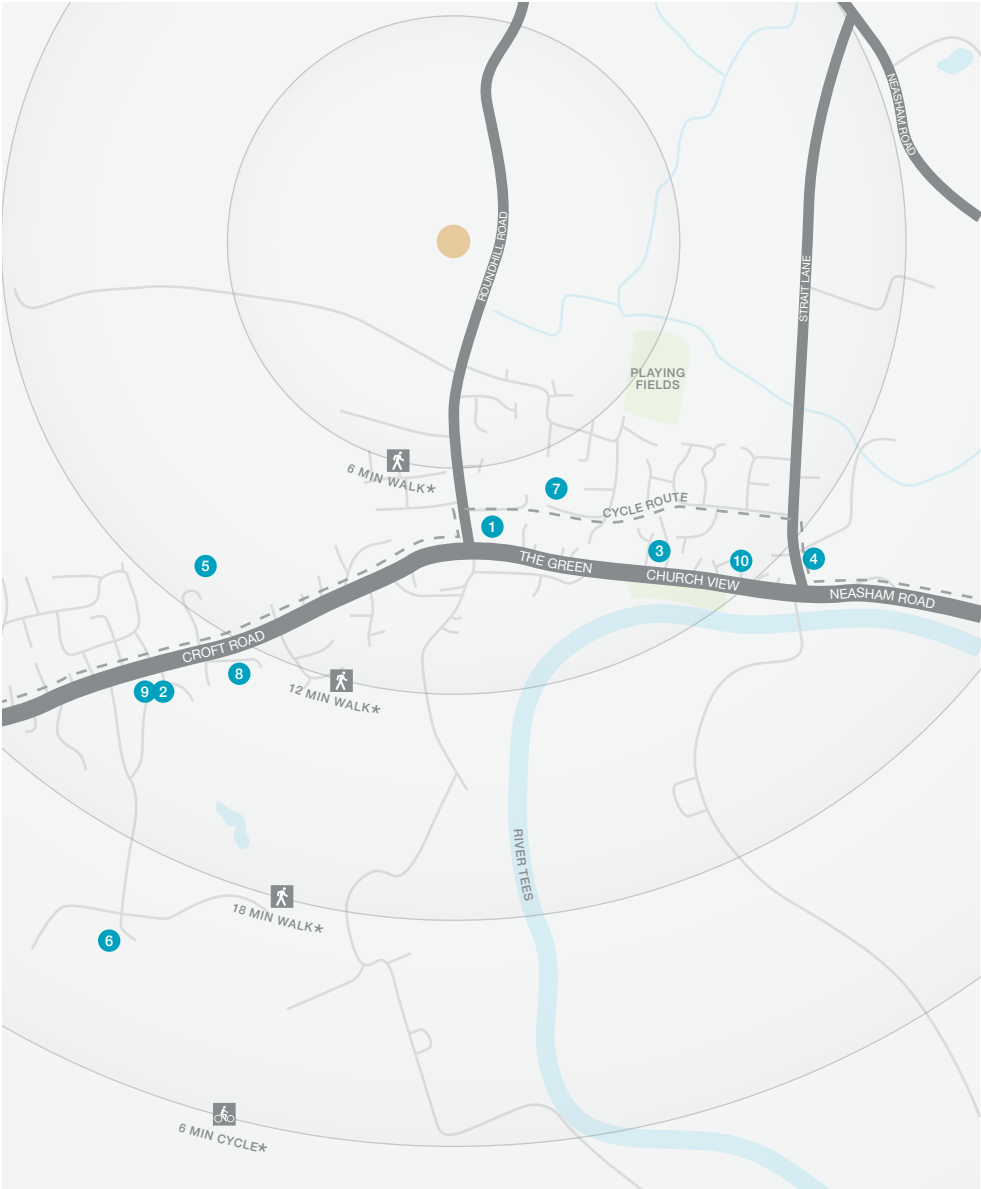 NEASHAM ROAD
ROUNDHILL ROAD
STRAIT LANE
PLAYING
FIELDS
6 MIN WALK*
7
CYCLE ROUTE
1
THE GREEN
3
CHURCH VIEW
10
4
NEASHAM ROAD
5
CROFT ROAD
8
9
2
12 MIN WALK*
RIVER TEES
18 MIN WALK*
6
6 MIN CYCLE*